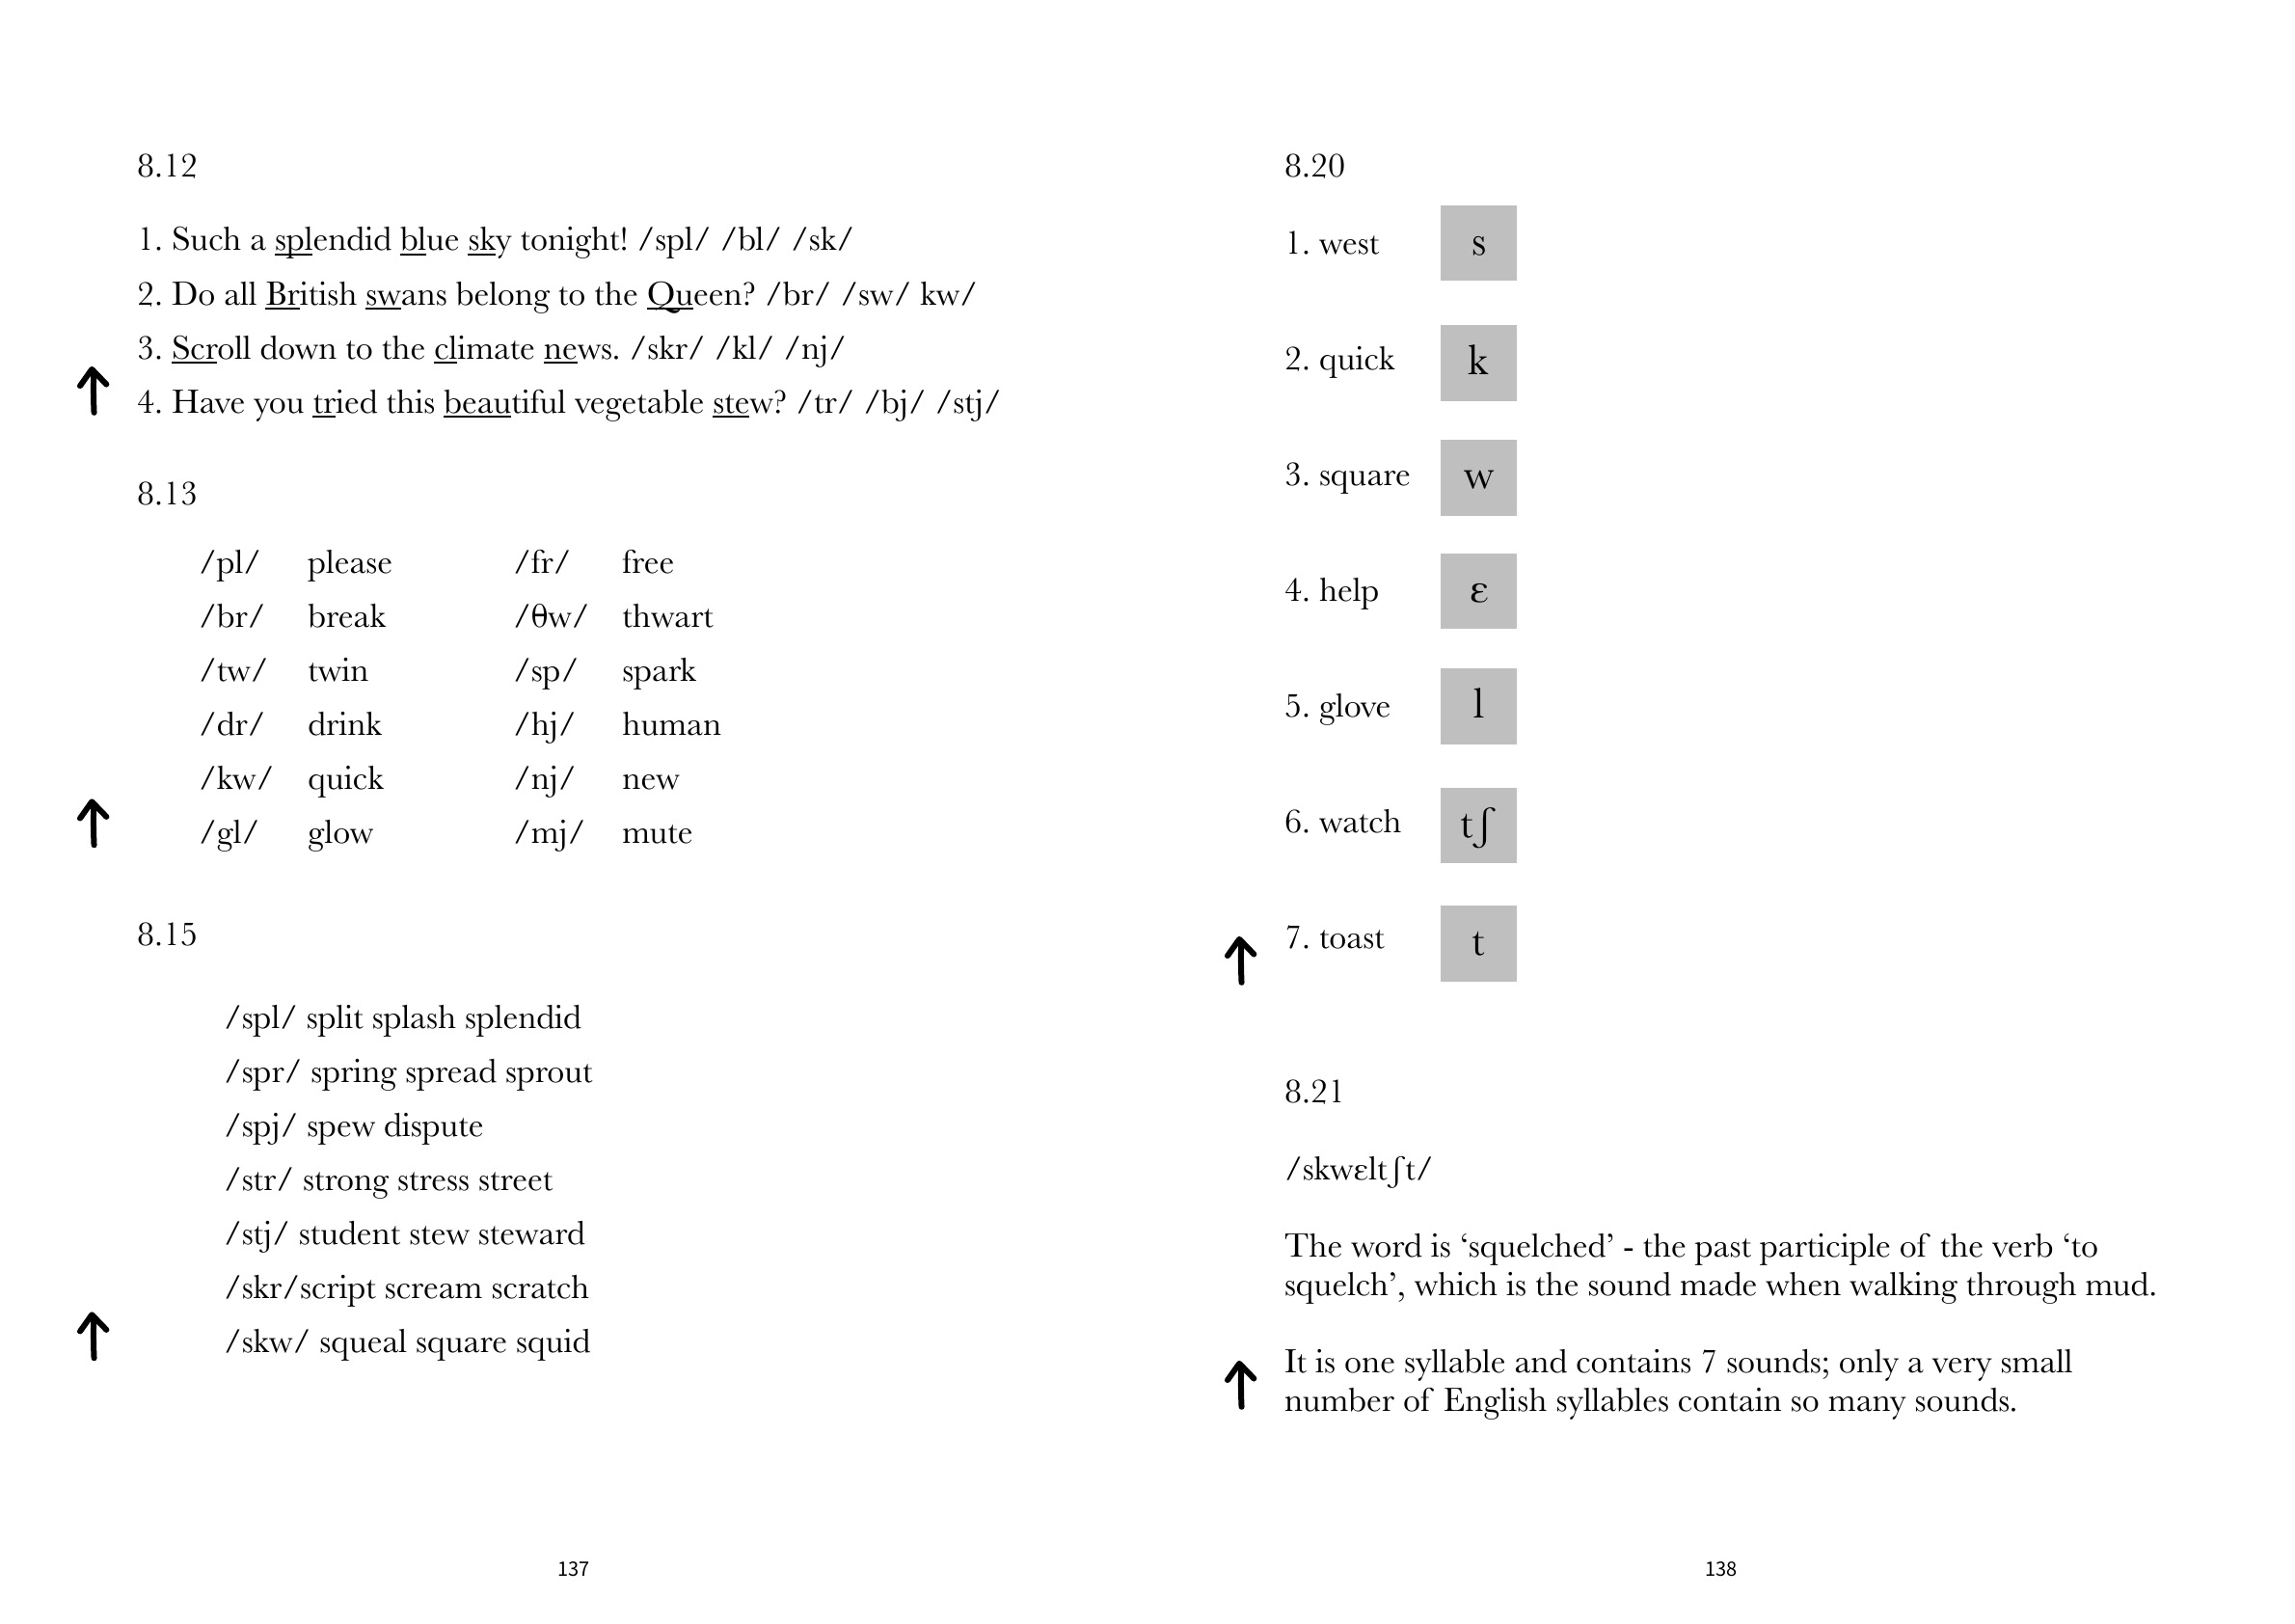 8.12
1. Such a splendid blue sky tonight! /spl/ /bl/ /sk/
2. Do all British swans belong to the Queen? /br/ /sw/ kw/
3. Scroll down to the climate news. /skr/ /kl/ /nj/
4. Have you tried this beautiful vegetable stew? /tr/ /bj/ /stj/
8.13
/pl/ please /fr/ free
/br/ break /θw/ thwart
/tw/ twin /sp/ spark
/dr/ drink /hj/ human
/kw/ quick /nj/ new
/gl/ glow /mj/ mute
8.15
/spl/ split splash splendid
/spr/ spring spread sprout
/spj/ spew dispute
/str/ strong stress street
/stj/ student stew steward
/skr/script scream scratch
/skw/ squeal square squid
137
8.20
1. west s
2. quick k
3. square w
4. help ɛ
5. glove l
6. watch tʃ
7. toast t
8.21
/skwɛltʃt/
The word is ‘squelched’ - the past participle of the verb ‘to
squelch’, which is the sound made when walking through mud.
It is one syllable and contains 7 sounds; only a very small
number of English syllables contain so many sounds.
138